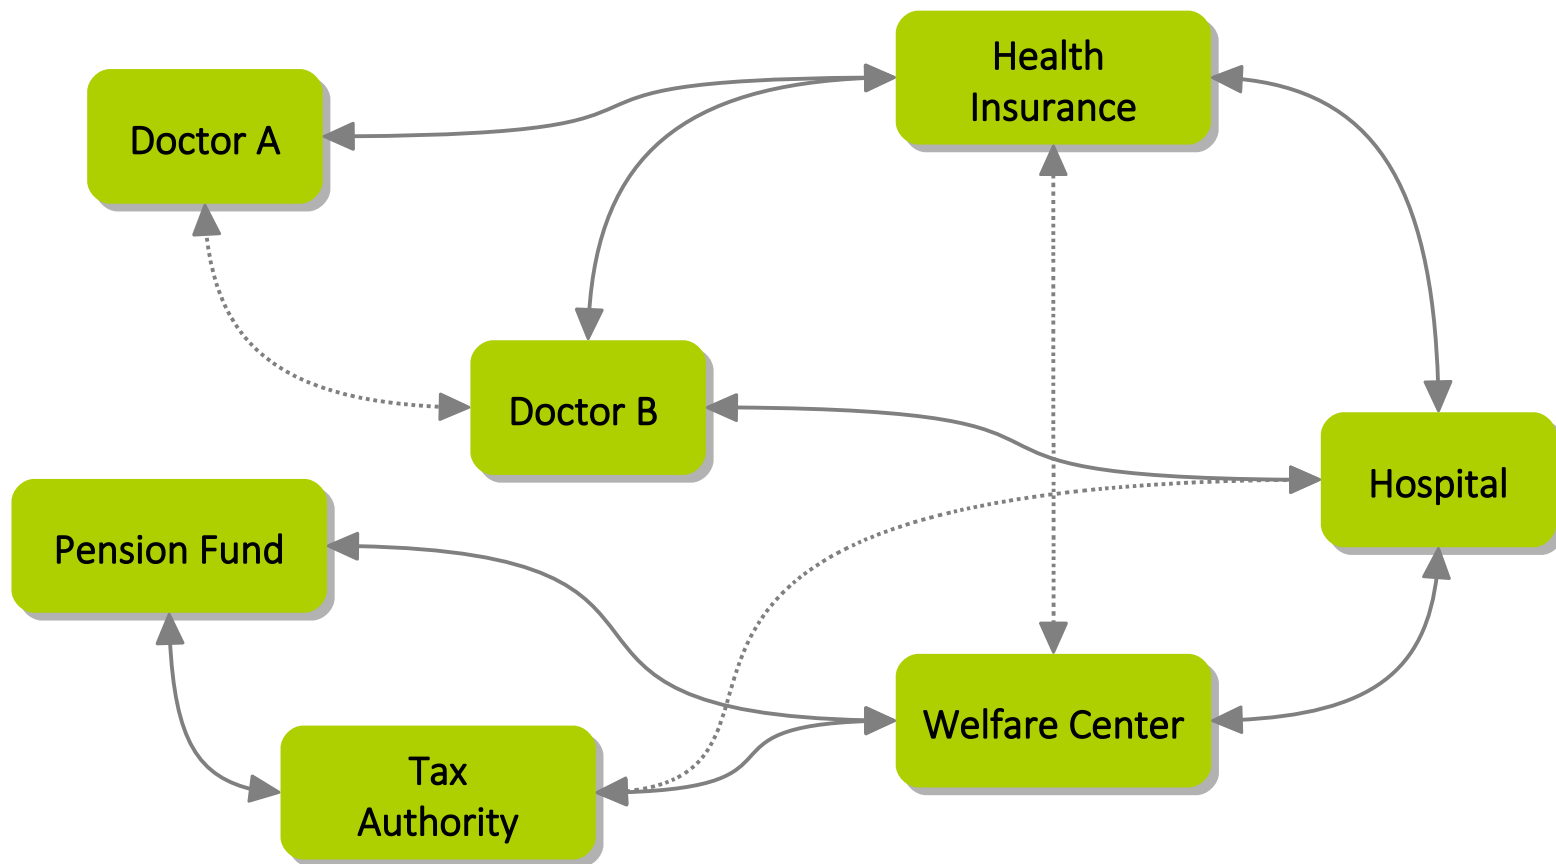 Health
Insurance
Doctor A
Doctor B
Hospital
Pension Fund
Welfare Center
Tax
Authority